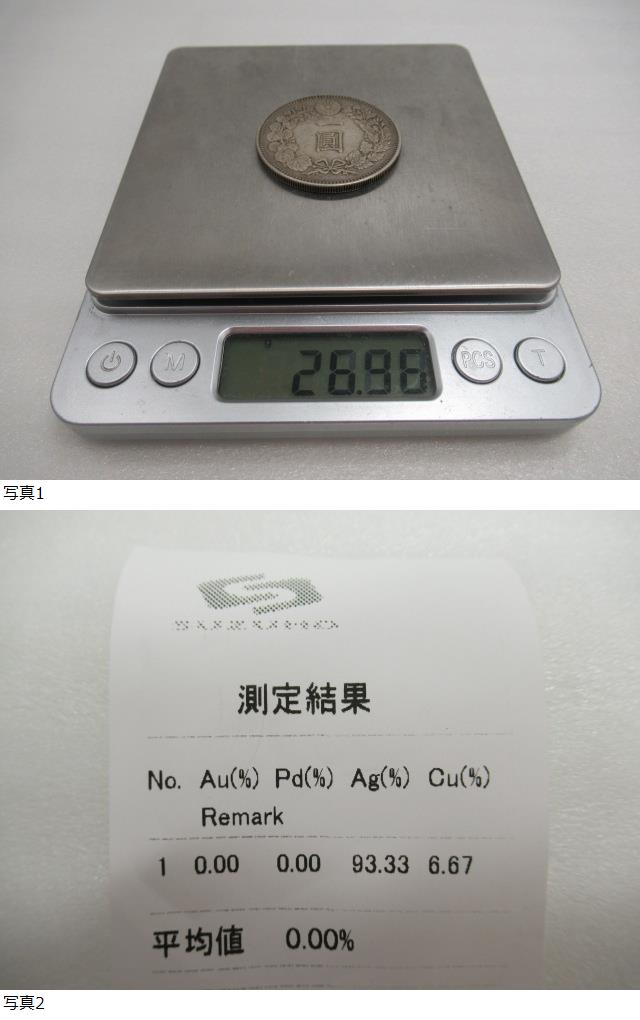 一圓
M
26.96
PCS
T
写真1
測定結果
No. Au(%) Pd(%) Ag(%) Cu(%)
Remark
1 0.00 0.00 93.33 6.67
平均値 0.00%
写真2